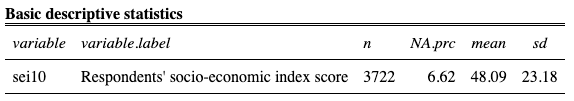 Basic descriptive statistics
variable variable.label n NA.prc mean sd
sei10 Respondents' socio-economic index score 3722 6.62 48.09 23.18